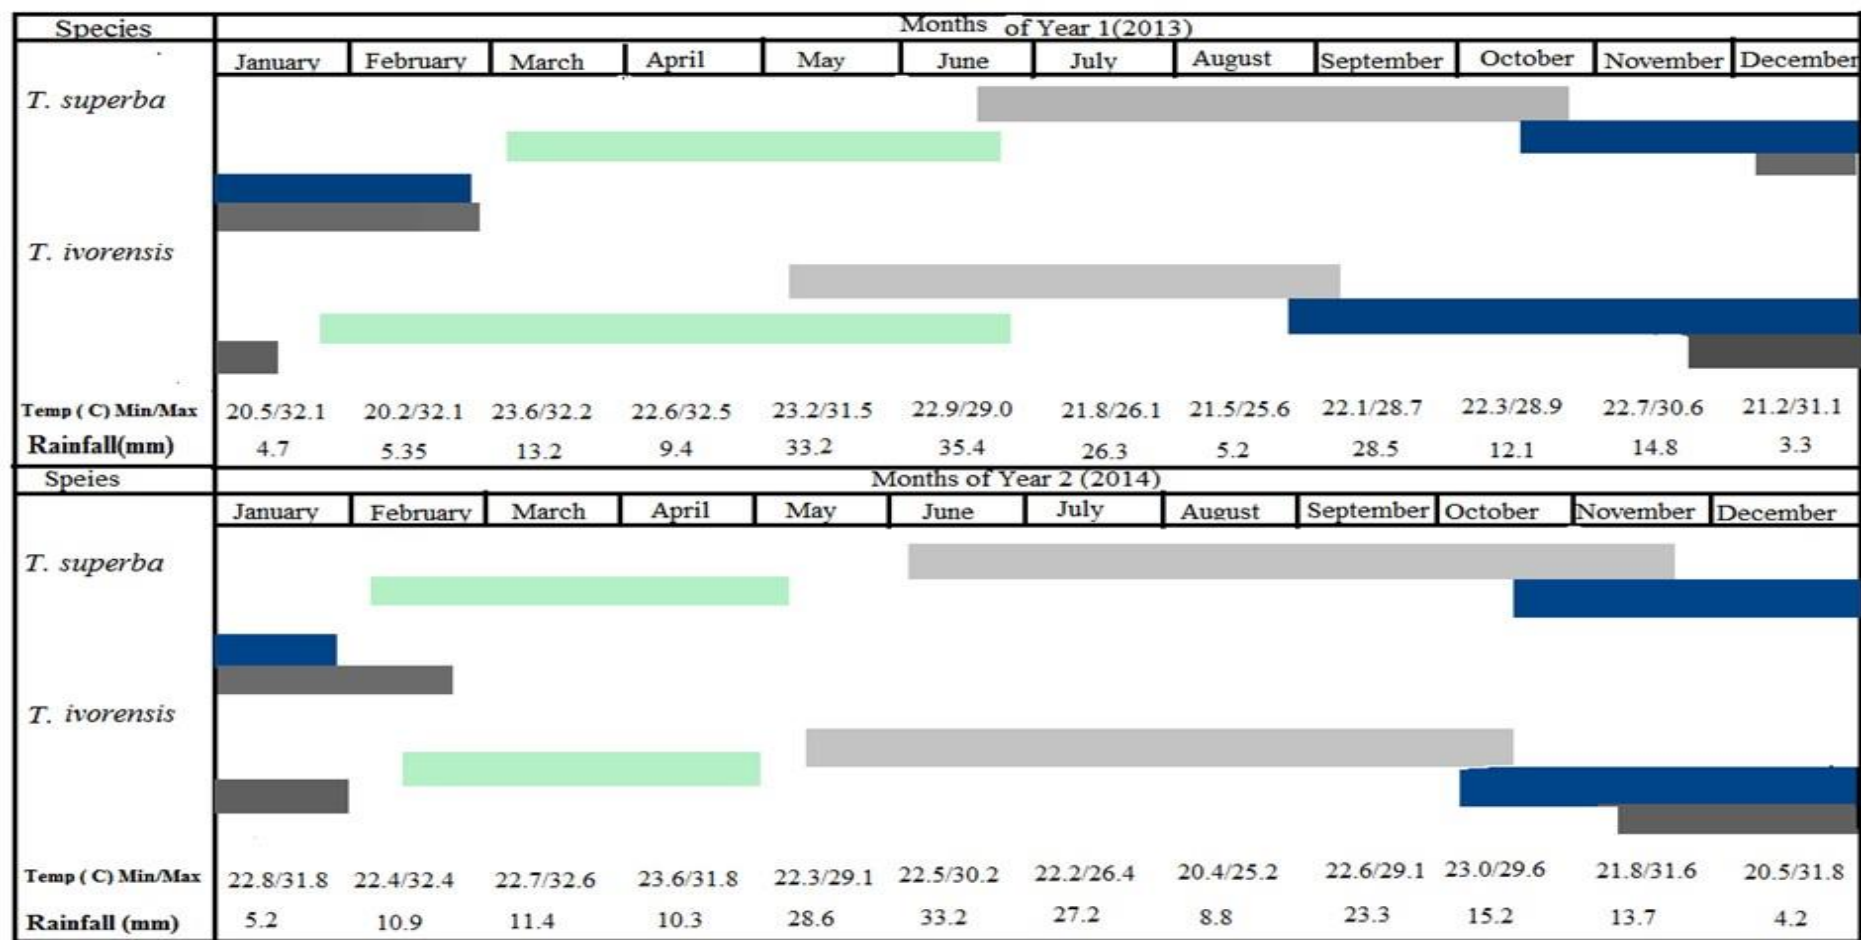 Species Months of Year 1(2013)
January February March April May June July August September October November December
T. superba
T. ivorensis
Temp ( C) Min/Max 20.5/32.1 20.2/32.1 23.6/32.2 22.6/32.5 23.2/31.5 22.9/29.0 21.8/26.1 21.5/25.6 22.1/28.7 22.3/28.9 22.7/30.6 21.2/31.1
Rainfall(mm) 4.7 5.35 13.2 9.4 33.2 35.4 26.3 5.2 28.5 12.1 14.8 3.3
Speies Months of Year 2 (2014)
January February March April May June July August September October November December
T. superba
T. ivorensis
Temp ( C) Min/Max 22.8/31.8 22.4/32.4 22.7/32.6 23.6/31.8 22.3/29.1 22.5/30.2 22.2/26.4 20.4/25.2 22.6/29.1 23.0/29.6 21.8/31.6 20.5/31.8
Rainfall (mm) 5.2 10.9 11.4 10.3 28.6 33.2 27.2 8.8 23.3 15.2 13.7 4.2